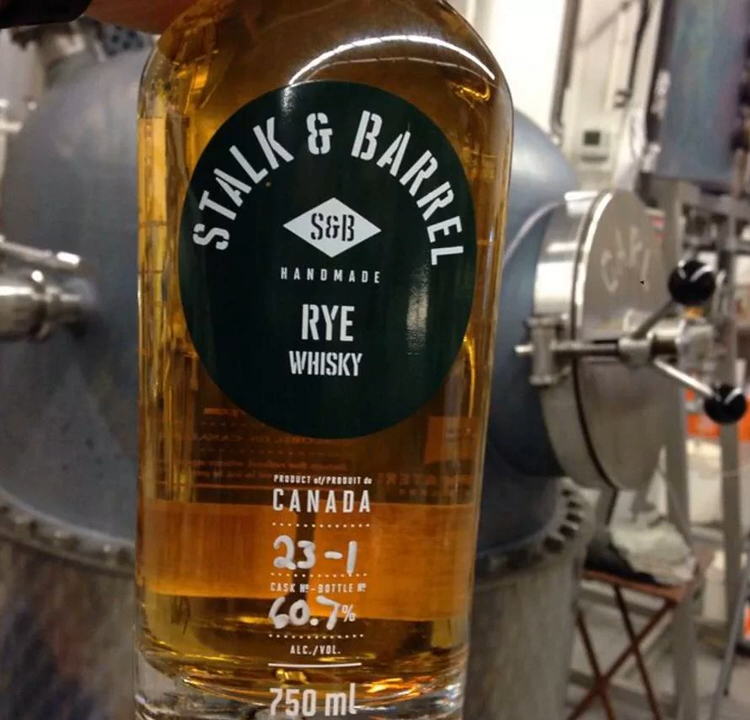 STALK & BARREL
S&B
HANDMADE
RYE
WHISKY
PRODUCT of/PRODUIT du
CANADA
23-1
CASK Nº-BOTTLE Nº
60.7%
ALC./VOL.
750 ml